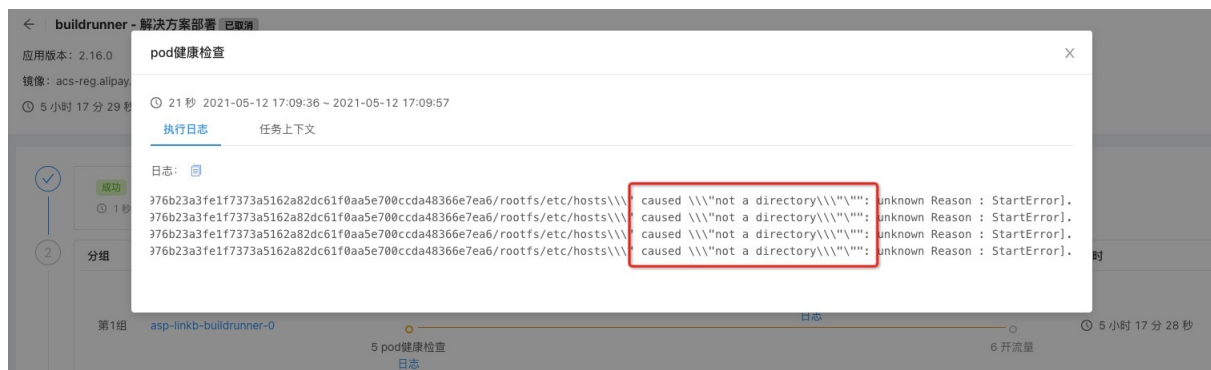 ← buildrunner - 解决方案部署 已取消
应用版本：2.16.0
镜像：acs-reg.alipay.
5 小时 17 分 29 秒
pod健康检查
21 秒 2021-05-12 17:09:36 ~ 2021-05-12 17:09:57
执行日志 任务上下文
日志：
976b23a3fe1f7373a5162a82dc61f0aa5e700ccda48366e7ea6/rootfs/etc/hosts\\\" caused \\\"not a directory\\\"\"": unknown Reason : StartError].
976b23a3fe1f7373a5162a82dc61f0aa5e700ccda48366e7ea6/rootfs/etc/hosts\\\" caused \\\"not a directory\\\"\"": unknown Reason : StartError].
976b23a3fe1f7373a5162a82dc61f0aa5e700ccda48366e7ea6/rootfs/etc/hosts\\\" caused \\\"not a directory\\\"\"": unknown Reason : StartError].
976b23a3fe1f7373a5162a82dc61f0aa5e700ccda48366e7ea6/rootfs/etc/hosts\\\" caused \\\"not a directory\\\"\"": unknown Reason : StartError].
成功
1 秒
2
分组
时
第1组 asp-linkb-buildrunner-0
日志
5 小时 17 分 28 秒
5 pod健康检查
6 开流量
日志